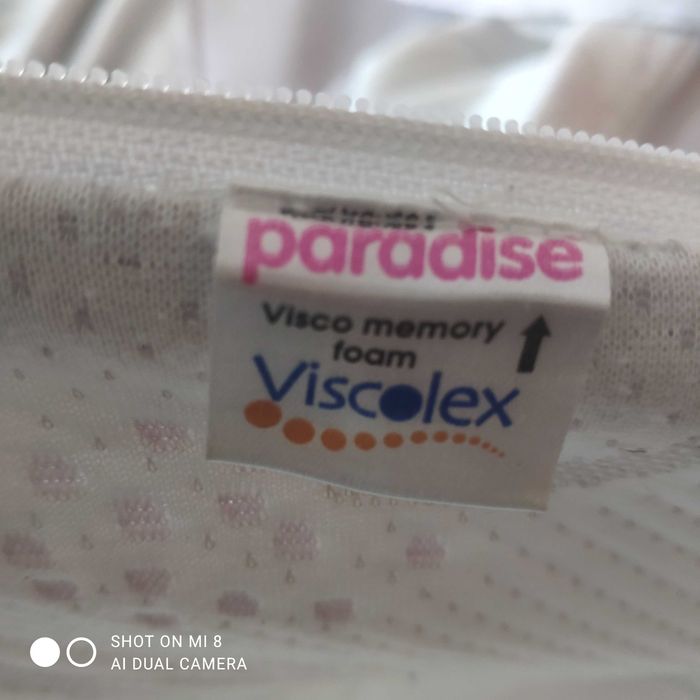 paradise
Visco memory
foam
Viscolex
SHOT ON MI 8
AI DUAL CAMERA